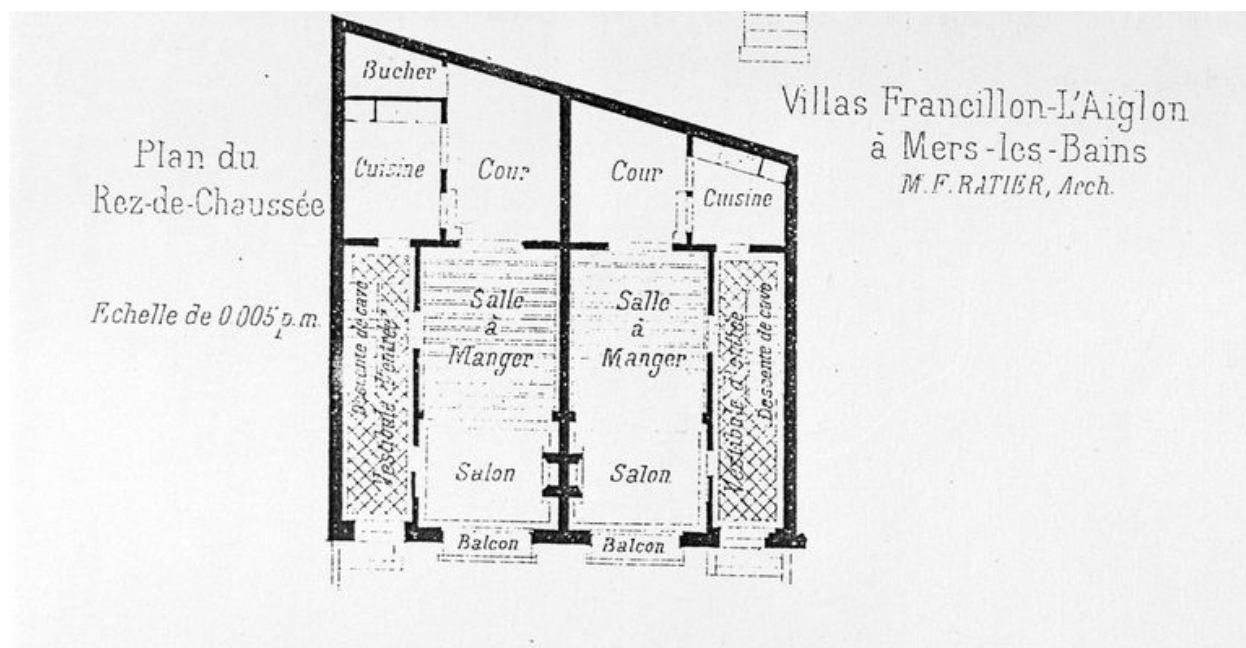 Plan du
Rez-de-Chaussée
Echelle de 0.005 p.m.
Villas Francillon-L'Aiglon
à Mers-les-Bains
M. F. RATIER, Arch.
Bucher
Cuisine
Cour
Cour
Cuisine
Descente de cave
Vestibule d'entrée
Salle
à
Manger
Salle
à
Manger
Vestibule d'entrée
Descente de cave
Salon
Salon
Balcon
Balcon